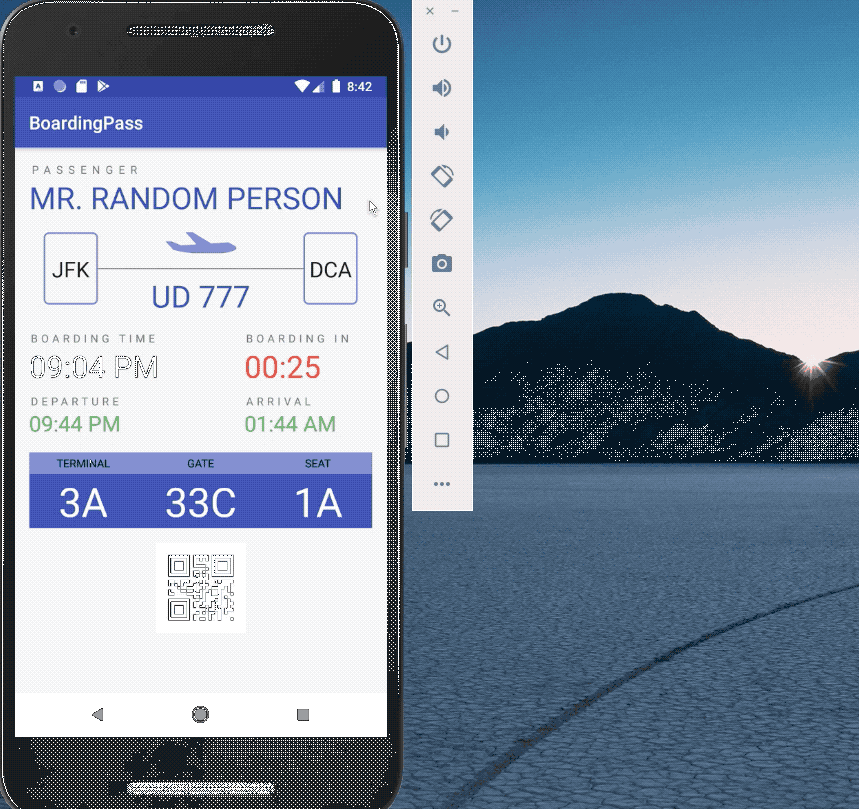 8:42
BoardingPass
PASSENGER
MR. RANDOM PERSON
JFK
DCA
UD 777
BOARDING TIME
BOARDING IN
09:04 PM
00:25
DEPARTURE
ARRIVAL
09:44 PM
01:44 AM
TERMINAL
GATE
SEAT
3A
33C
1A